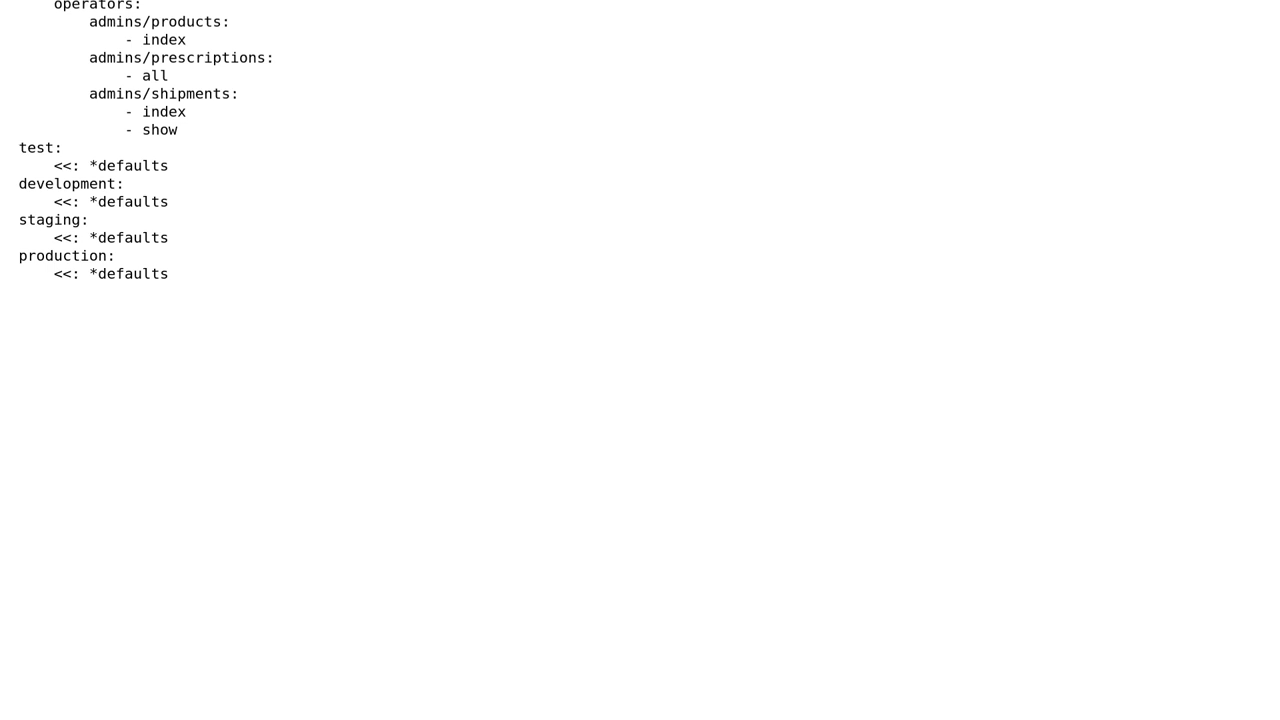 operators:
        admins/products:
            - index
        admins/prescriptions:
            - all
        admins/shipments:
            - index
            - show
test:
    <<: *defaults
development:
    <<: *defaults
staging:
    <<: *defaults
production:
    <<: *defaults